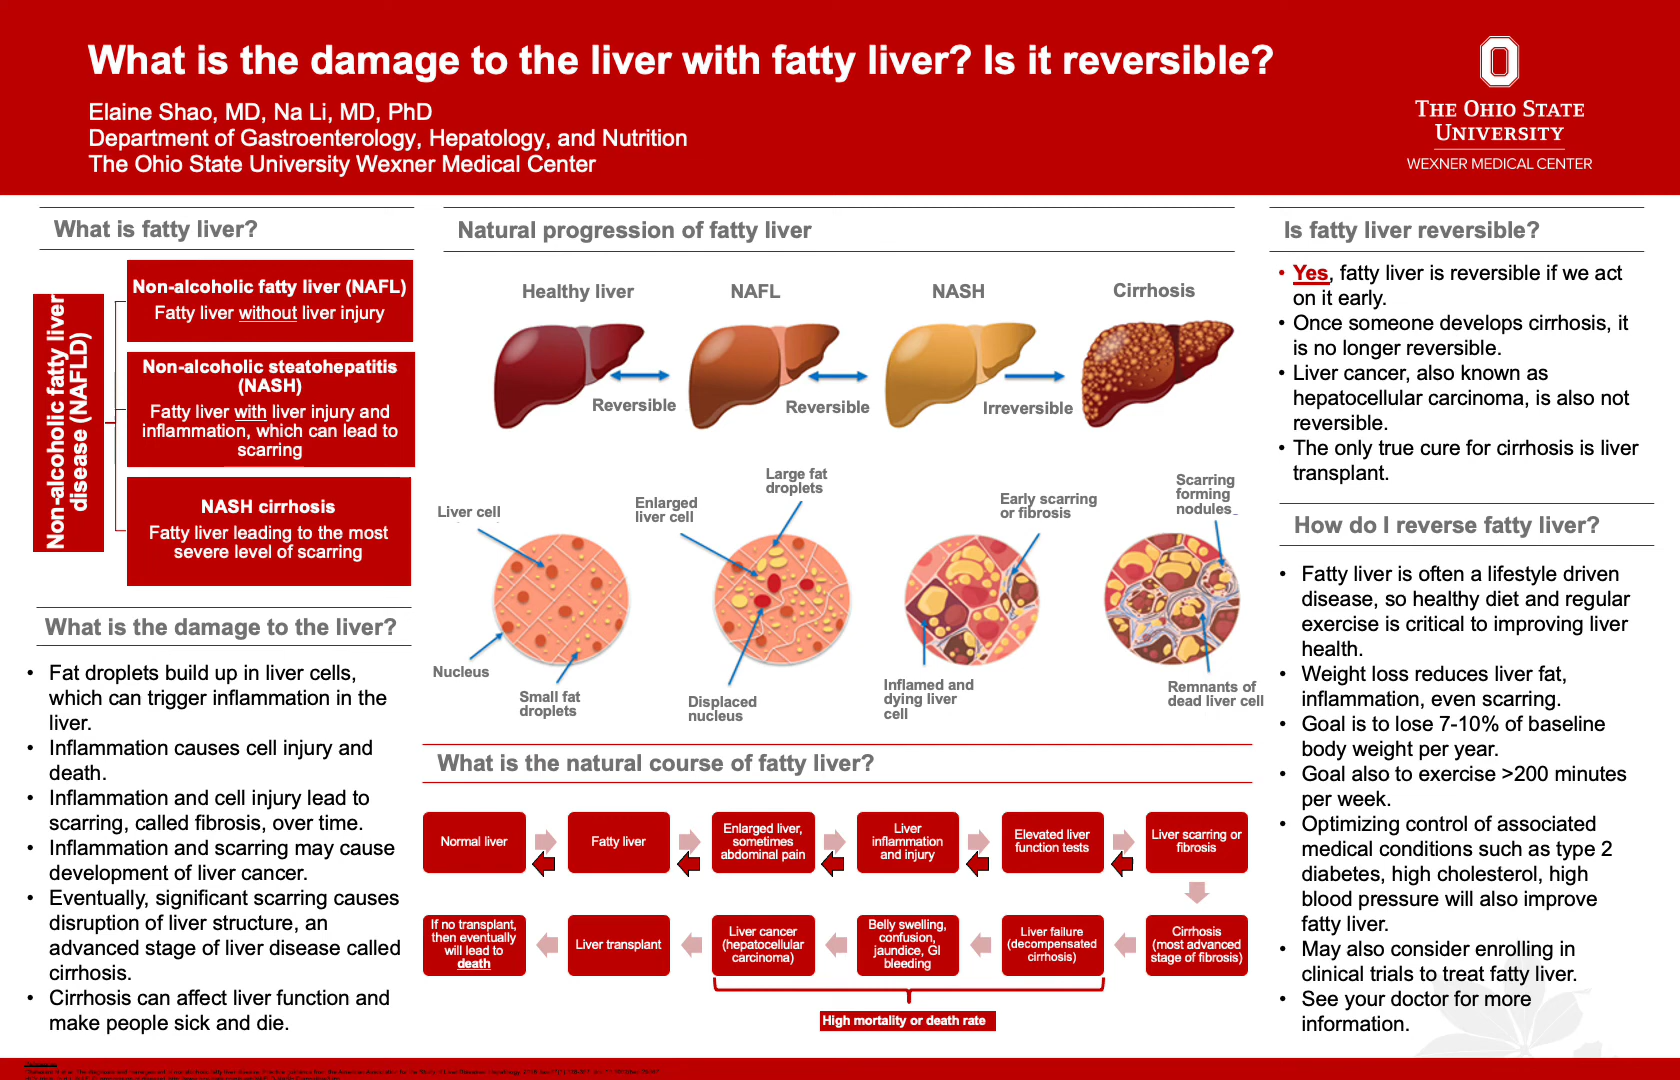 What is the damage to the liver with fatty liver? Is it reversible?
Elaine Shao, MD, Na Li, MD, PhD
Department of Gastroenterology, Hepatology, and Nutrition
The Ohio State University Wexner Medical Center
THE OHIO STATE
UNIVERSITY
WEXNER MEDICAL CENTER
What is fatty liver?
Non-alcoholic fatty liver
disease (NAFLD)
Non-alcoholic fatty liver (NAFL)
Fatty liver without liver injury
Non-alcoholic steatohepatitis
(NASH)
Fatty liver with liver injury and
inflammation, which can lead to
scarring
NASH cirrhosis
Fatty liver leading to the most
severe level of scarring
What is the damage to the liver?
• Fat droplets build up in liver cells,
which can trigger inflammation in the
liver.
• Inflammation causes cell injury and
death.
• Inflammation and cell injury lead to
scarring, called fibrosis, over time.
• Inflammation and scarring may cause
development of liver cancer.
• Eventually, significant scarring causes
disruption of liver structure, an
advanced stage of liver disease called
cirrhosis.
• Cirrhosis can affect liver function and
make people sick and die.
Natural progression of fatty liver
Healthy liver
NAFL
NASH
Cirrhosis
Reversible
Reversible
Irreversible
Liver cell
Enlarged
liver cell
Large fat
droplets
Early scarring
or fibrosis
Scarring
forming
nodules
Nucleus
Small fat
droplets
Displaced
nucleus
Inflamed and
dying liver
cell
Remnants of
dead liver cell
What is the natural course of fatty liver?
Normal liver
Fatty liver
Enlarged liver,
sometimes
abdominal pain
Liver
inflammation
and injury
Elevated liver
function tests
Liver scarring or
fibrosis
If no transplant,
then eventually
will lead to
death
Liver transplant
Liver cancer
(hepatocellular
carcinoma)
Belly swelling,
confusion,
jaundice, GI
bleeding
Liver failure
(decompensated
cirrhosis)
Cirrhosis
(most advanced
stage of fibrosis)
High mortality or death rate
Is fatty liver reversible?
• Yes, fatty liver is reversible if we act
on it early.
• Once someone develops cirrhosis, it
is no longer reversible.
• Liver cancer, also known as
hepatocellular carcinoma, is also not
reversible.
• The only true cure for cirrhosis is liver
transplant.
How do I reverse fatty liver?
• Fatty liver is often a lifestyle driven
disease, so healthy diet and regular
exercise is critical to improving liver
health.
• Weight loss reduces liver fat,
inflammation, even scarring.
• Goal is to lose 7-10% of baseline
body weight per year.
• Goal also to exercise >200 minutes
per week.
• Optimizing control of associated
medical conditions such as type 2
diabetes, high cholesterol, high
blood pressure will also improve
fatty liver.
• May also consider enrolling in
clinical trials to treat fatty liver.
• See your doctor for more
information.